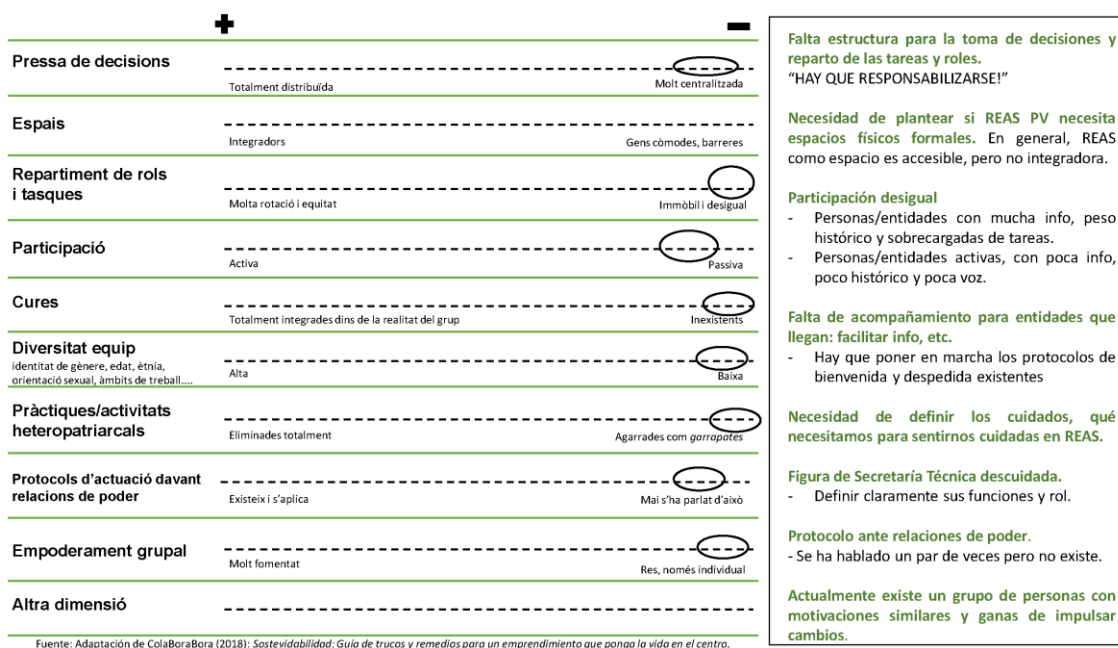 + -
Pressa de decisions
Totalment distribuïda
Molt centralitzada
Espais
Integradors
Gens còmodes, barreres
Repartiment de rols
i tasques
Molta rotació i equitat
Immòbil i desigual
Participació
Activa
Passiva
Cures
Totalment integrades dins de la realitat del grup
Inexistents
Diversitat equip
identitat de gènere, edat, ètnia,
orientació sexual, àmbits de treball....
Alta
Baixa
Pràctiques/activitats
heteropatriarcals
Eliminades totalment
Agarrades com garrapates
Protocols d'actuació davant
relacions de poder
Existeix i s'aplica
Mai s'ha parlat d'això
Empoderament grupal
Molt fomentat
Res, només individual
Altra dimensió
Fuente: Adaptación de ColaBoraBora (2018): Sostevidabilidad: Guía de trucos y remedios para un emprendimiento que ponga la vida en el centro.
Falta estructura para la toma de decisiones y
reparto de las tareas y roles.
"HAY QUE RESPONSABILIZARSE!"
Necesidad de plantear si REAS PV necesita
espacios físicos formales. En general, REAS
como espacio es accesible, pero no integradora.
Participación desigual
- Personas/entidades con mucha info, peso
histórico y sobrecargadas de tareas.
- Personas/entidades activas, con poca info,
poco histórico y poca voz.
Falta de acompañamiento para entidades que
llegan: facilitar info, etc.
- Hay que poner en marcha los protocolos de
bienvenida y despedida existentes
Necesidad de definir los cuidados, qué
necesitamos para sentirnos cuidadas en REAS.
Figura de Secretaría Técnica descuidada.
- Definir claramente sus funciones y rol.
Protocolo ante relaciones de poder.
- Se ha hablado un par de veces pero no existe.
Actualmente existe un grupo de personas con
motivaciones similares y ganas de impulsar
cambios.